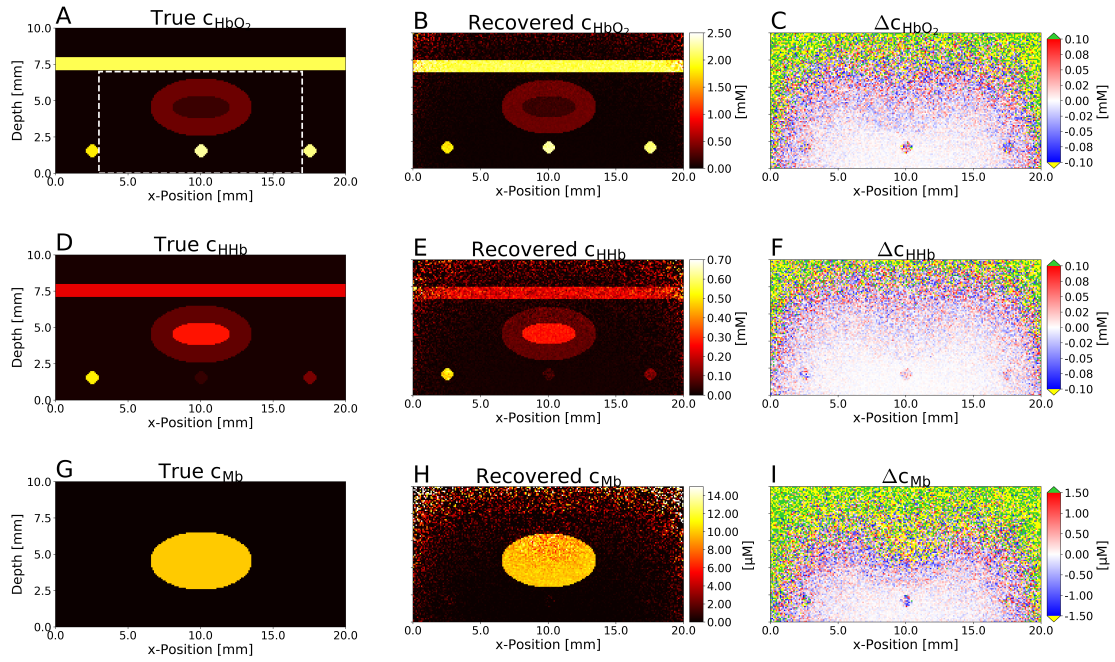 A
True c_HbO₂
B
Recovered c_HbO₂
C
Δc_HbO₂
10.0
7.5
5.0
2.5
0.0
Depth [mm]
0.0 5.0 10.0 15.0 20.0
x-Position [mm]
0.0 5.0 10.0 15.0 20.0
x-Position [mm]
2.50
2.00
1.50
1.00
0.50
0.00
[mM]
0.0 5.0 10.0 15.0 20.0
x-Position [mm]
0.10
0.08
0.05
0.03
0.00
-0.03
-0.05
-0.08
-0.10
[mM]
D
True c_HHb
E
Recovered c_HHb
F
Δc_HHb
10.0
7.5
5.0
2.5
0.0
Depth [mm]
0.0 5.0 10.0 15.0 20.0
x-Position [mm]
0.0 5.0 10.0 15.0 20.0
x-Position [mm]
0.70
0.60
0.50
0.40
0.30
0.20
0.10
0.00
[mM]
0.0 5.0 10.0 15.0 20.0
x-Position [mm]
0.10
0.08
0.05
0.03
0.00
-0.03
-0.05
-0.08
-0.10
[mM]
G
True c_Mb
H
Recovered c_Mb
I
Δc_Mb
10.0
7.5
5.0
2.5
0.0
Depth [mm]
0.0 5.0 10.0 15.0 20.0
x-Position [mm]
0.0 5.0 10.0 15.0 20.0
x-Position [mm]
14.00
12.00
10.00
8.00
6.00
4.00
2.00
0.00
[µM]
0.0 5.0 10.0 15.0 20.0
x-Position [mm]
1.50
1.00
0.50
0.00
-0.50
-1.00
-1.50
[µM]